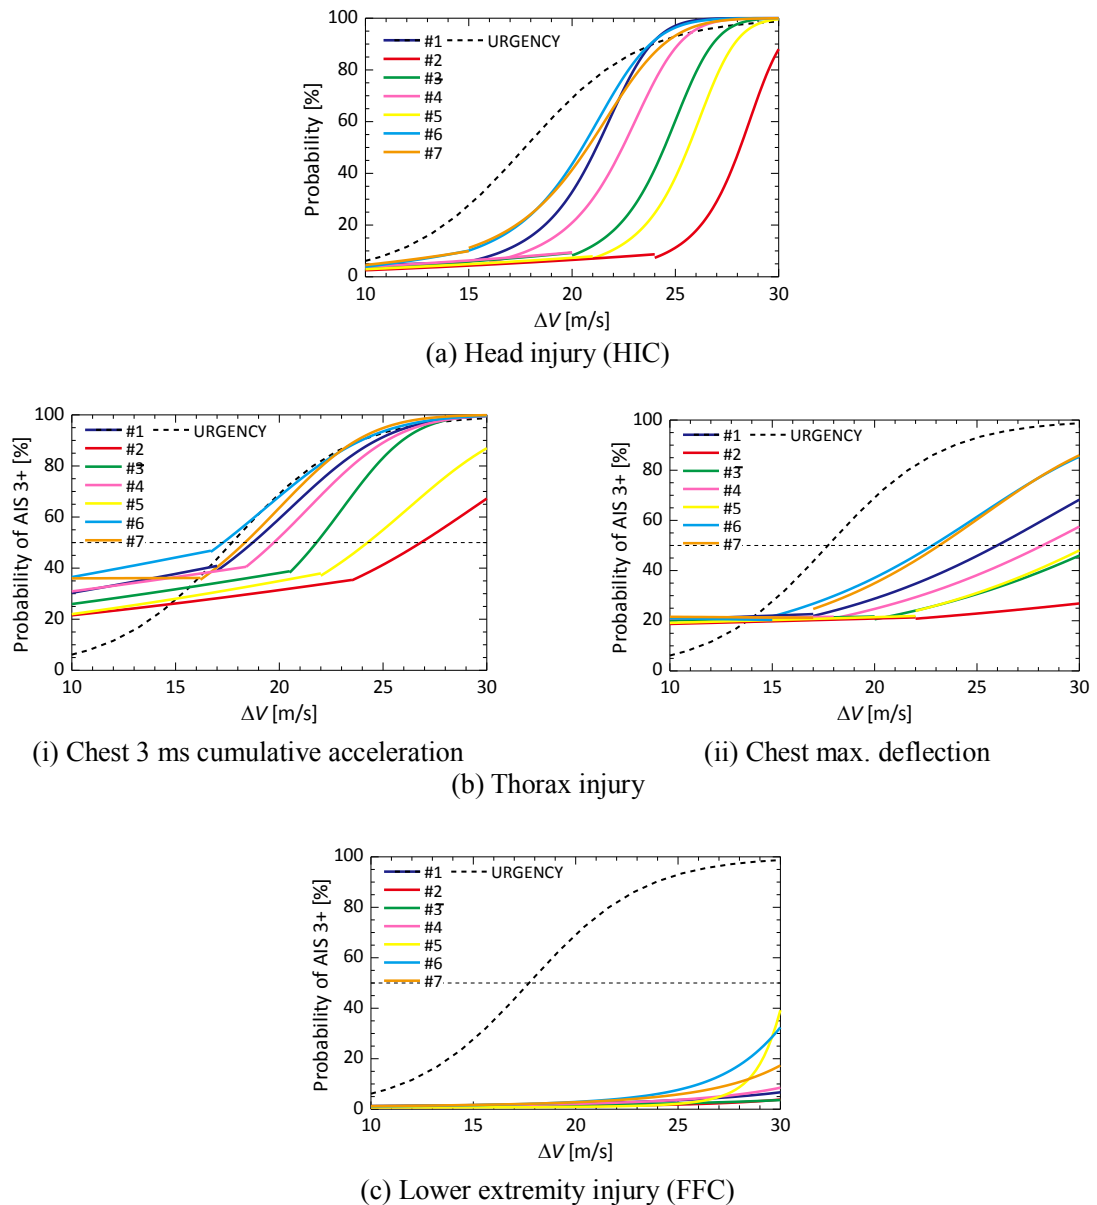 Probability [%]
100
80
60
40
20
0
#1 URGENCY
#2
#3
#4
#5
#6
#7
10 15 20 25 30
ΔV [m/s]
(a) Head injury (HIC)
Probability of AIS 3+ [%]
100
80
60
40
20
0
#1 URGENCY
#2
#3
#4
#5
#6
#7
10 15 20 25 30
ΔV [m/s]
(i) Chest 3 ms cumulative acceleration
Probability of AIS 3+ [%]
100
80
60
40
20
0
#1 URGENCY
#2
#3
#4
#5
#6
#7
10 15 20 25 30
ΔV [m/s]
(ii) Chest max. deflection
(b) Thorax injury
Probability of AIS 3+ [%]
100
80
60
40
20
0
#1 URGENCY
#2
#3
#4
#5
#6
#7
10 15 20 25 30
ΔV [m/s]
(c) Lower extremity injury (FFC)